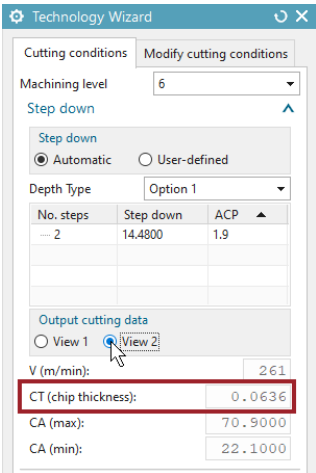 Technology Wizard
Cutting conditions Modify cutting conditions
Machining level 6
Step down
Step down
Automatic User-defined
Depth Type Option 1
No. steps Step down ACP
2 14.4800 1.9
Output cutting data
View 1 View 2
V (m/min): 261
CT (chip thickness): 0.0636
CA (max): 70.9000
CA (min): 22.1000